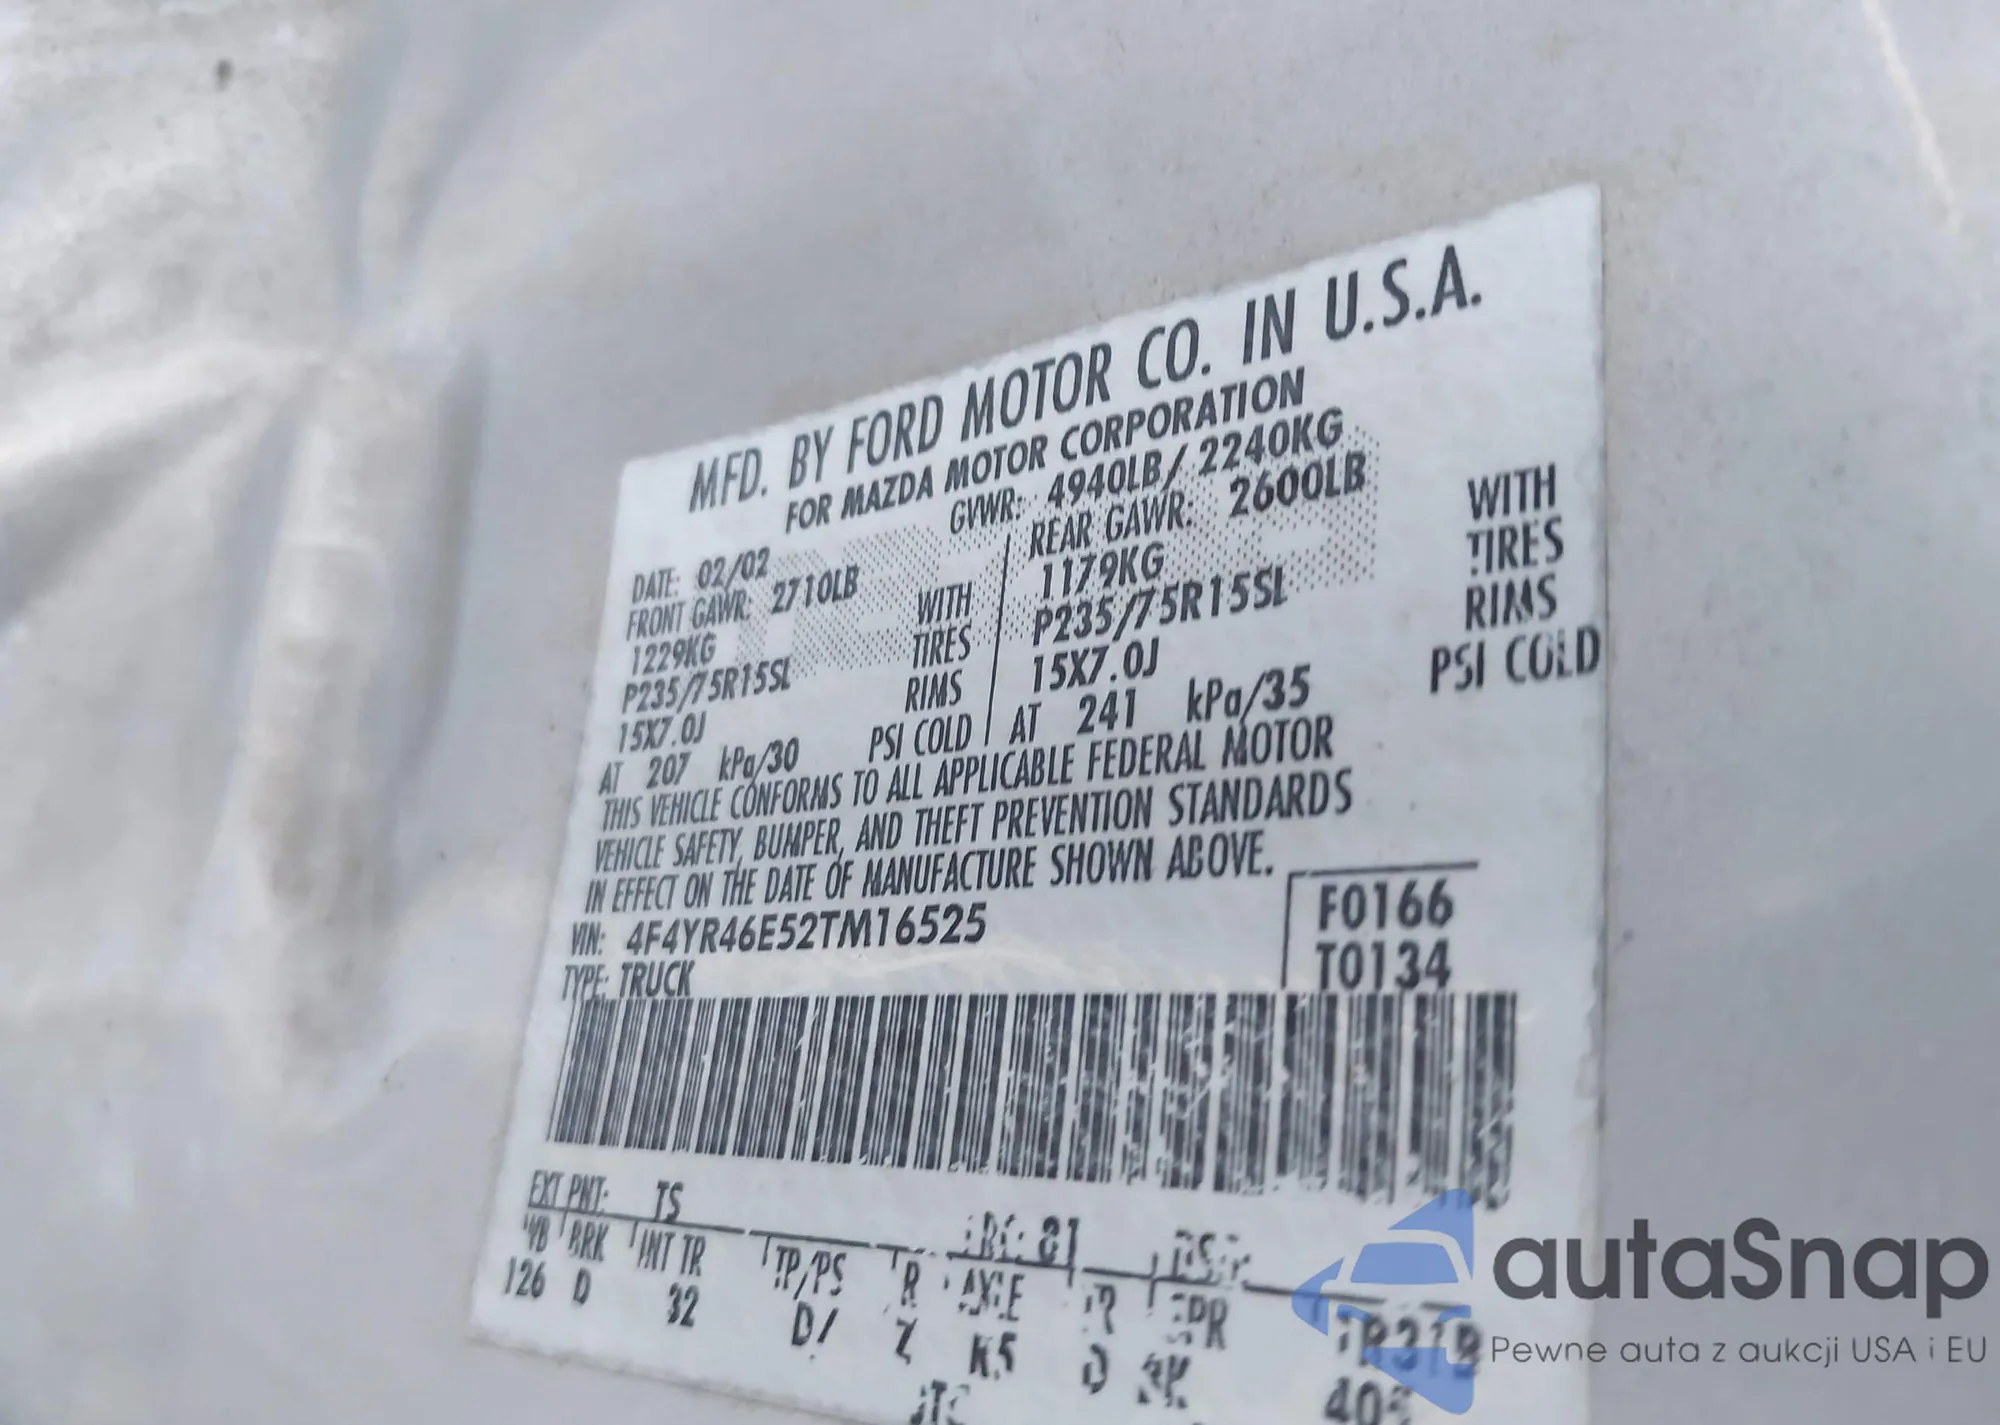 MFD. BY FORD MOTOR CO. IN U.S.A.
FOR MAZDA MOTOR CORPORATION
DATE: 02/02 GVWR: 4940LB/ 2240KG
FRONT GAWR: 2710LB REAR GAWR: 2600LB
1229KG WITH 1179KG WITH
P235/75R15SL TIRES P235/75R15SL TIRES
15X7.0J RIMS 15X7.0J RIMS
AT 207 kPa/30 PSI COLD AT 241 kPa/35 PSI COLD
THIS VEHICLE CONFORMS TO ALL APPLICABLE FEDERAL MOTOR
VEHICLE SAFETY, BUMPER, AND THEFT PREVENTION STANDARDS
IN EFFECT ON THE DATE OF MANUFACTURE SHOWN ABOVE.
VIN: 4F4YR46E52TM16525 F0166
TYPE: TRUCK T0134
EXT PNT: TS
WB BRK INT TR TP/PS R AXLE
126 D 32 D/ Z K5
autaSnap
Pewne auta z aukcji USA i EU